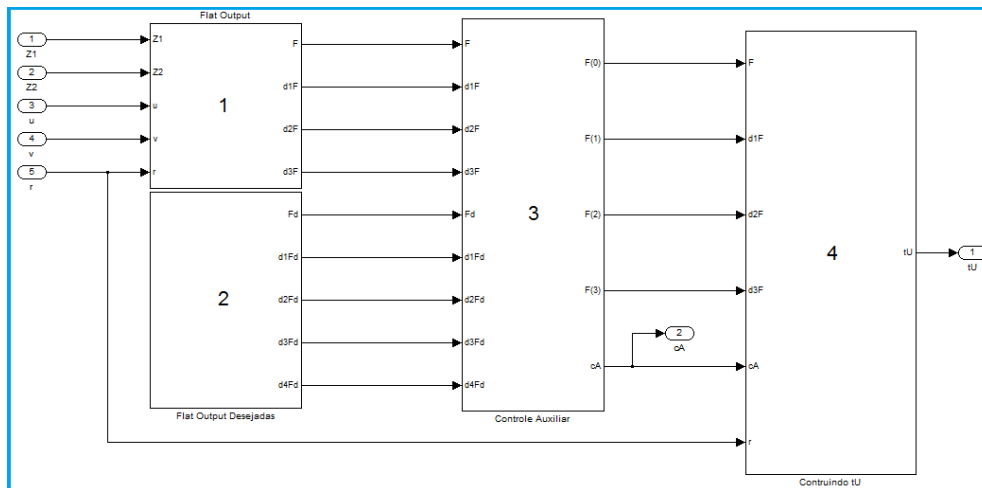 Flat Output
1
Z1
2
Z2
3
u
4
v
5
r
Z1
Z2
u
v
r
1
F
d1F
d2F
d3F
2
Fd
d1Fd
d2Fd
d3Fd
d4Fd
Flat Output Desejadas
F
d1F
d2F
d3F
Fd
d1Fd
d2Fd
d3Fd
d4Fd
3
F(0)
F(1)
F(2)
F(3)
cA
Controle Auxiliar
2
cA
F
d1F
d2F
d3F
cA
r
4
tU
Contruindo tU
1
tU